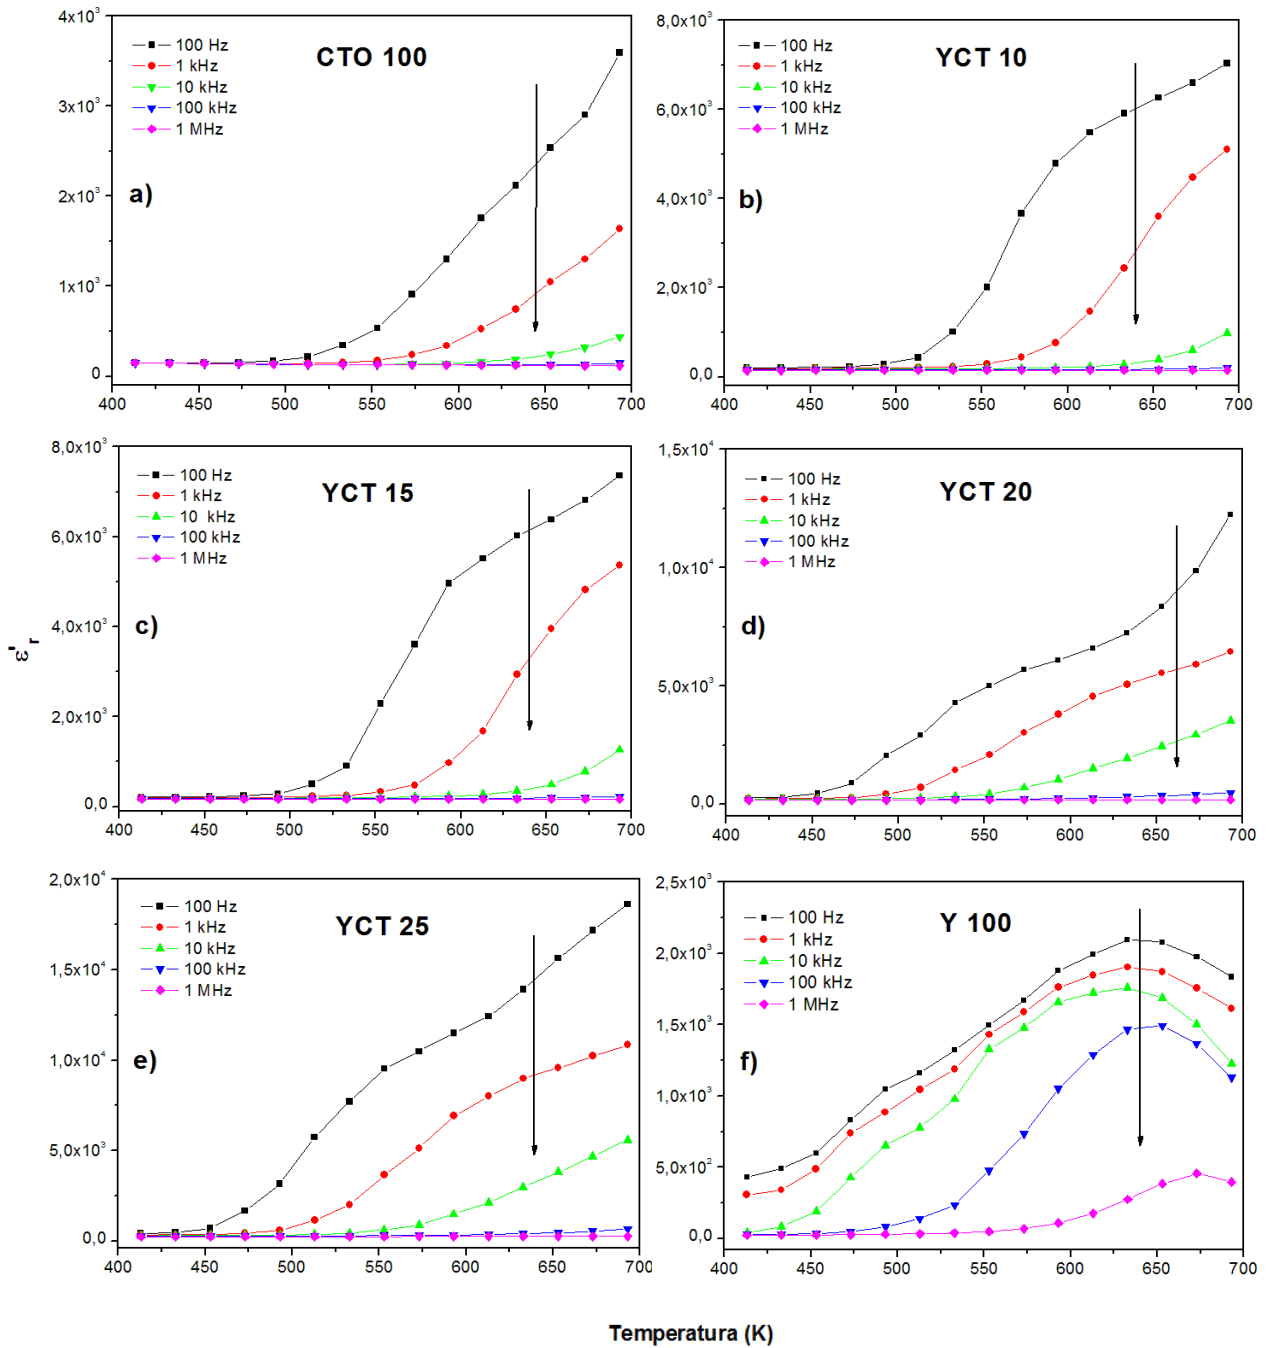 4x10³
3x10³
2x10³
1x10³
0
400 450 500 550 600 650 700
100 Hz
1 kHz
10 kHz
100 kHz
1 MHz
CTO 100
a)
8,0x10³
6,0x10³
4,0x10³
2,0x10³
0,0
400 450 500 550 600 650 700
100 Hz
1 kHz
10 kHz
100 kHz
1 MHz
YCT 10
b)
8,0x10³
6,0x10³
4,0x10³
2,0x10³
0,0
400 450 500 550 600 650 700
100 Hz
1 kHz
10 kHz
100 kHz
1 MHz
YCT 15
c)
ε'r
1,5x10⁴
1,0x10⁴
5,0x10³
0,0
400 450 500 550 600 650 700
100 Hz
1 kHz
10 kHz
100 kHz
1 MHz
YCT 20
d)
2,0x10⁴
1,5x10⁴
1,0x10⁴
5,0x10³
0,0
400 450 500 550 600 650 700
100 Hz
1 kHz
10 kHz
100 kHz
1 MHz
YCT 25
e)
2,5x10³
2,0x10³
1,5x10³
1,0x10³
5,0x10²
0,0
400 450 500 550 600 650 700
100 Hz
1 kHz
10 kHz
100 kHz
1 MHz
Y 100
f)
Temperatura (K)